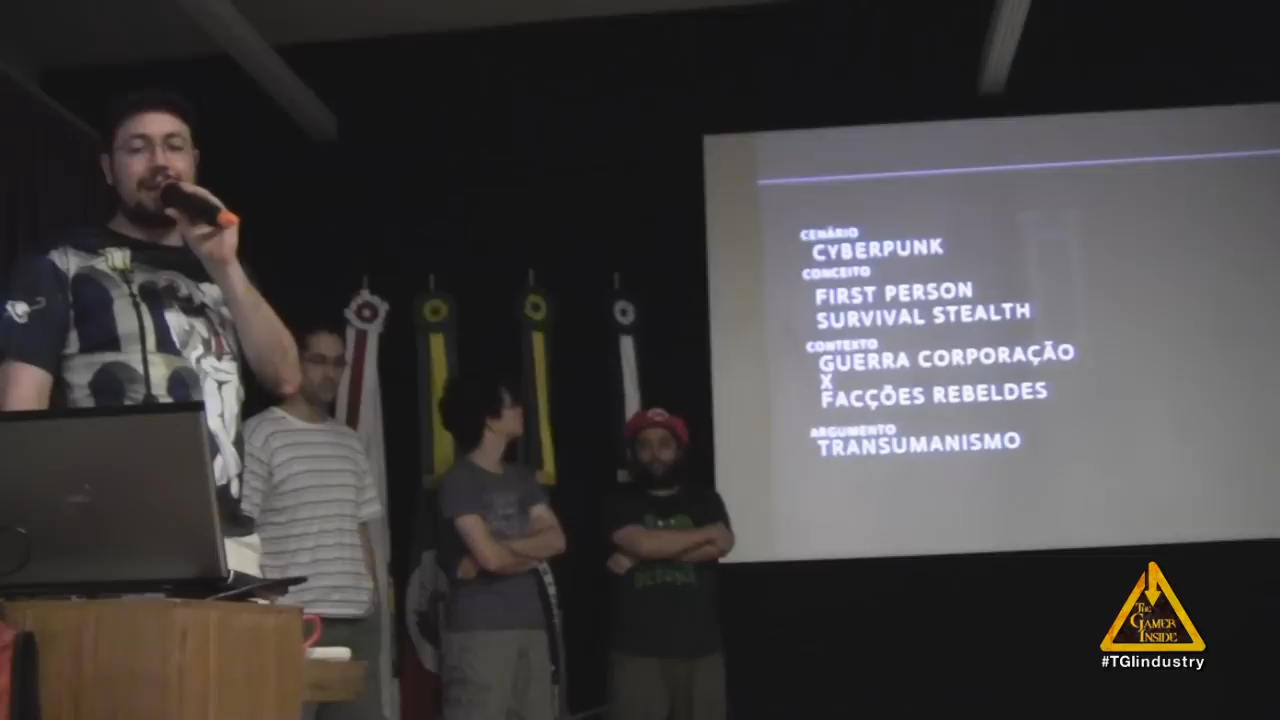 CENÁRIO
CYBERPUNK
CONCEITO
FIRST PERSON
SURVIVAL STEALTH
CONTEXTO
GUERRA CORPORAÇÃO
X
FACÇÕES REBELDES
ARGUMENTO
TRANSUMANISMO
THE
GAMER
INSIDE
#TGIindustry